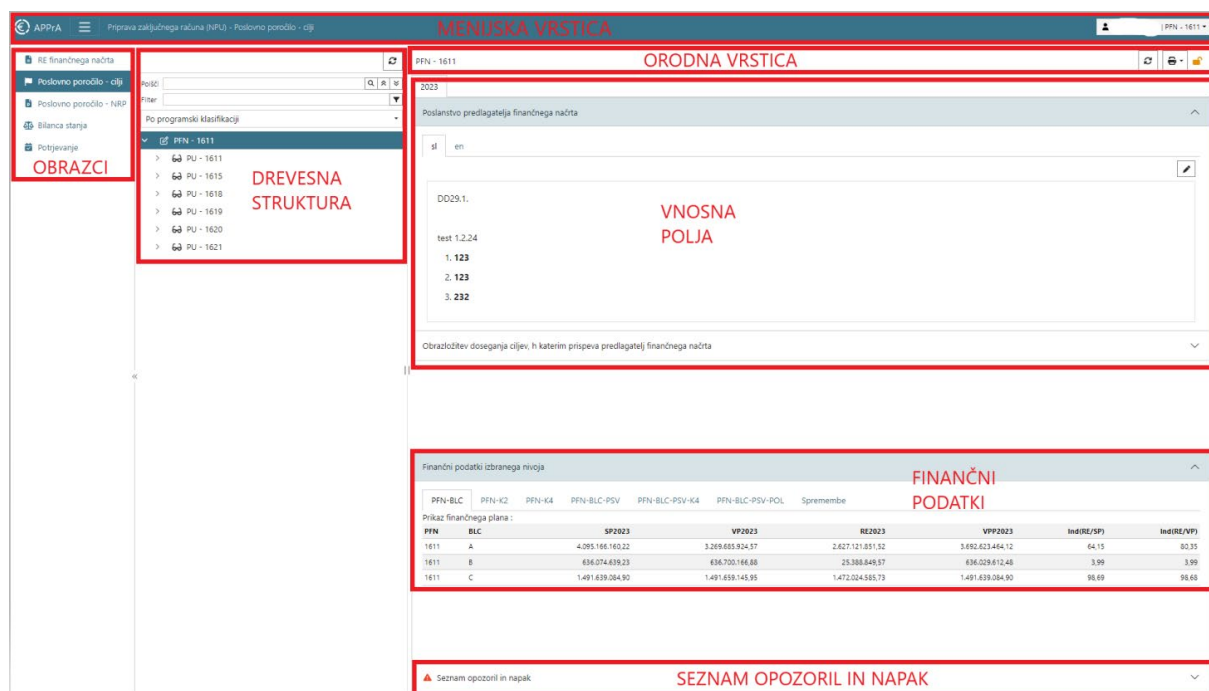 APPrA Priprava zaključnega računa (NPU) - Poslovno poročilo - cilji MENIJSKA VRSTICA | PFN - 1611
RE finančnega načrta
Poslovno poročilo - cilji
Poslovno poročilo - NRP
Bilanca stanja
Potrjevanje
OBRAZCI
Poišči
Filter
Po programski klasifikaciji
PFN - 1611
PU - 1611
PU - 1615
PU - 1618
PU - 1619
PU - 1620
PU - 1621
DREVESNA
STRUKTURA
PFN - 1611 ORODNA VRSTICA
2023
Poslanstvo predlagatelja finančnega načrta
sl en
DD29.1.
test 1.2.24
1. 123
2. 123
3. 232
VNOSNA
POLJA
Obrazložitev doseganja ciljev, h katerim prispeva predlagatelj finančnega načrta
Finančni podatki izbranega nivoja
FINANČNI
PODATKI
PFN-BLC PFN-K2 PFN-K4 PFN-BLC-PSV PFN-BLC-PSV-K4 PFN-BLC-PSV-POL Spremembe
Prikaz finančnega plana :
PFN BLC SP2023 VP2023 RE2023 VPP2023 Ind(RE/SP) Ind(RE/VP)
1611 A 4.095.166.160,22 3.269.685.924,57 2.627.121.851,52 3.692.623.464,12 64,15 80,35
1611 B 636.074.639,23 636.700.166,88 25.388.849,57 636.029.612,48 3,99 3,99
1611 C 1.491.639.084,90 1.491.659.145,95 1.472.024.585,73 1.491.639.084,90 98,69 98,68
Seznam opozoril in napak SEZNAM OPOZORIL IN NAPAK